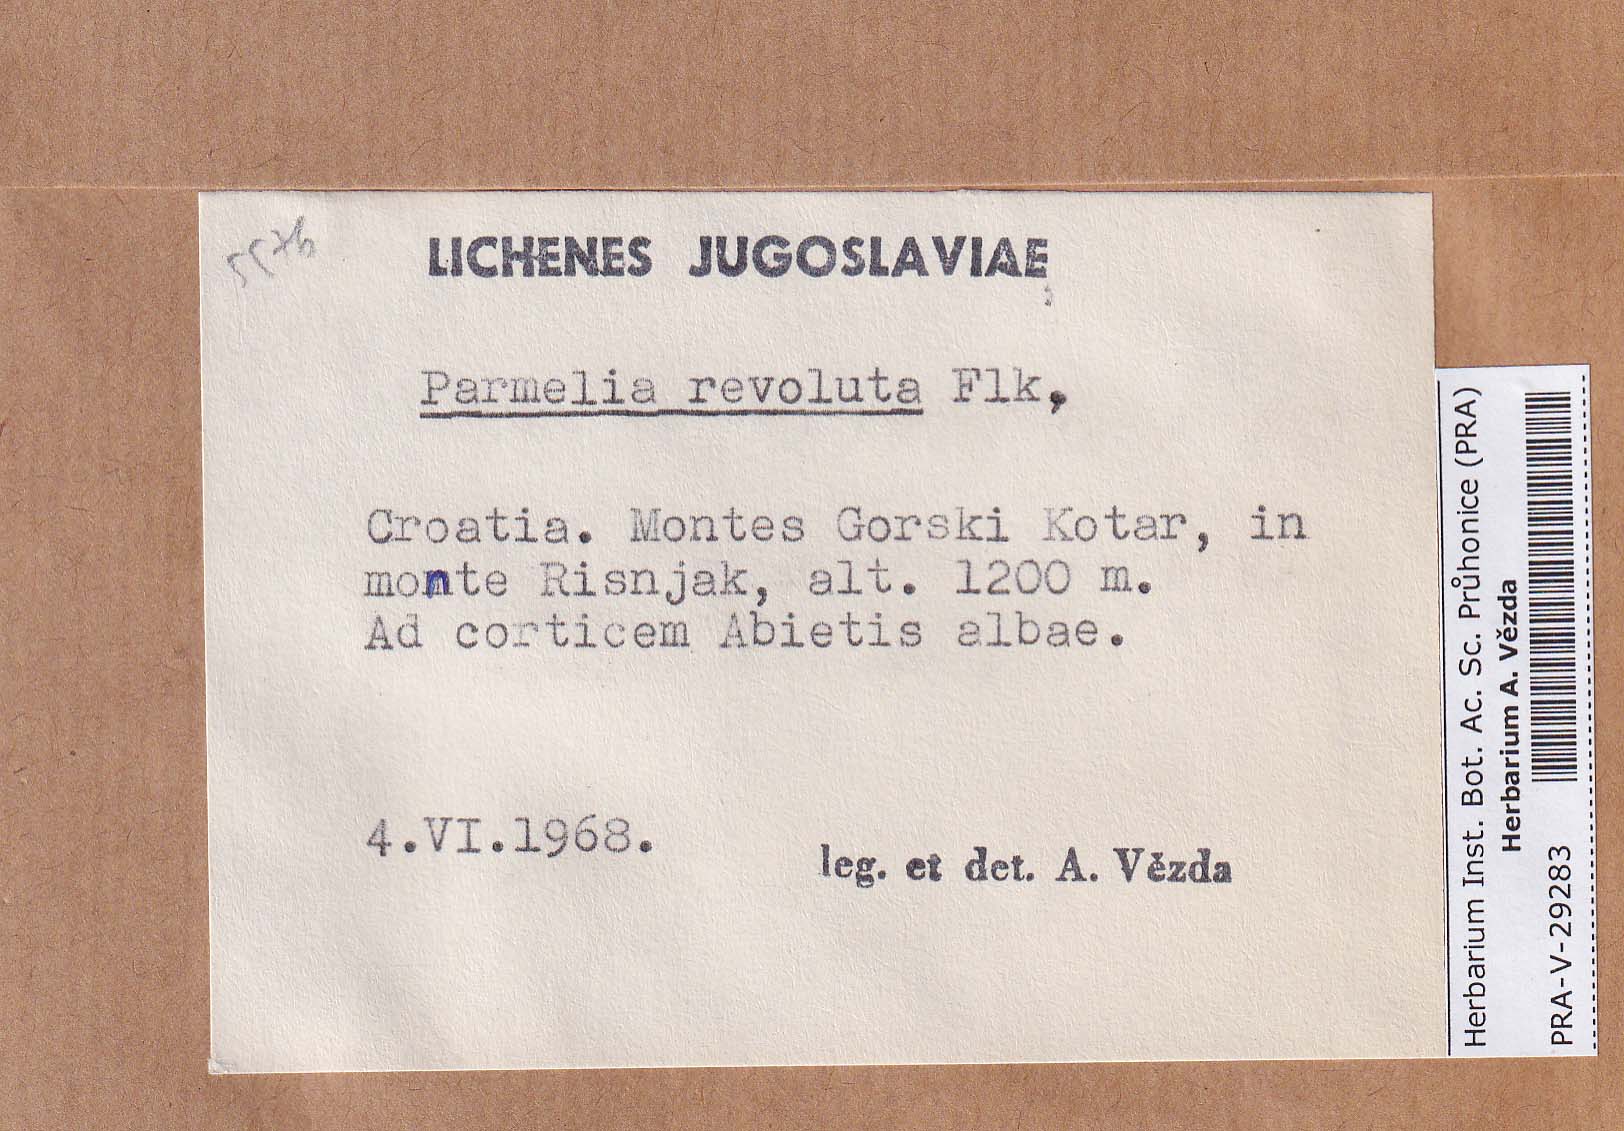 5576
LICHENES JUGOSLAVIAE
Parmelia revoluta Flk,
Croatia. Montes Gorski Kotar, in
monte Risnjak, alt. 1200 m.
Ad corticem Abietis albae.
4.VI.1968.
leg. et det. A. Vězda
Herbarium Inst. Bot. Ac. Sc. Průhonice (PRA)
Herbarium A. Vězda
PRA-V-29283